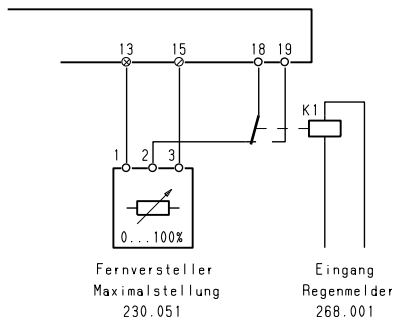 13 15 18 19
K1
1 2 3
0...100%
Fernversteller
Maximalstellung
230.051
Eingang
Regenmelder
268.001